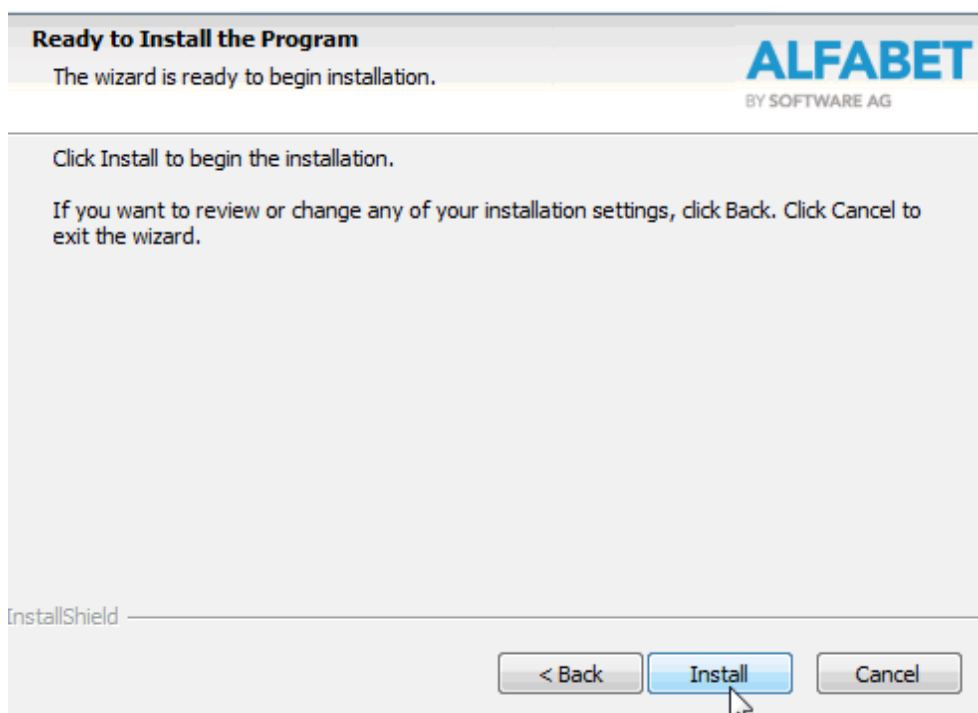 Ready to Install the Program
The wizard is ready to begin installation.
ALFABET
BY SOFTWARE AG
Click Install to begin the installation.
If you want to review or change any of your installation settings, click Back. Click Cancel to
exit the wizard.
InstallShield
< Back
Install
Cancel